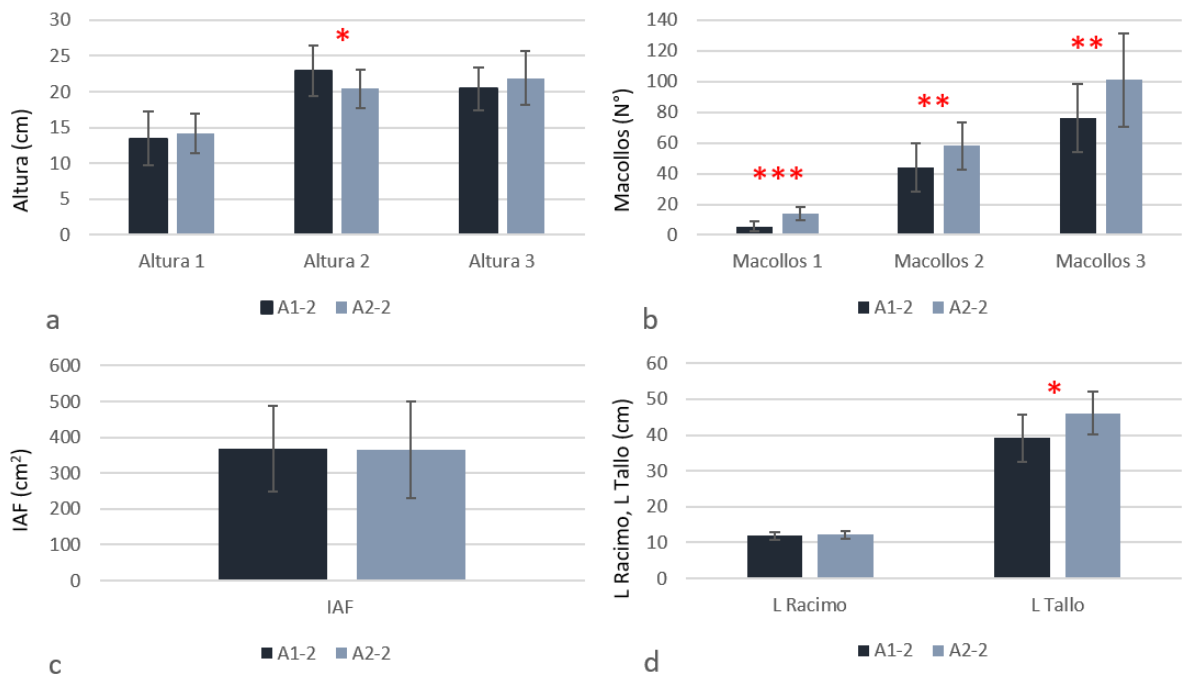 30
25
20
15
10
5
0
Altura (cm)
*
Altura 1 Altura 2 Altura 3
A1-2 A2-2
a
140
120
100
80
60
40
20
0
Macollos (N°)
***
**
**
Macollos 1 Macollos 2 Macollos 3
A1-2 A2-2
b
600
500
400
300
200
100
0
IAF (cm²)
IAF
A1-2 A2-2
c
60
50
40
30
20
10
0
L Racimo, L Tallo (cm)
*
L Racimo L Tallo
A1-2 A2-2
d